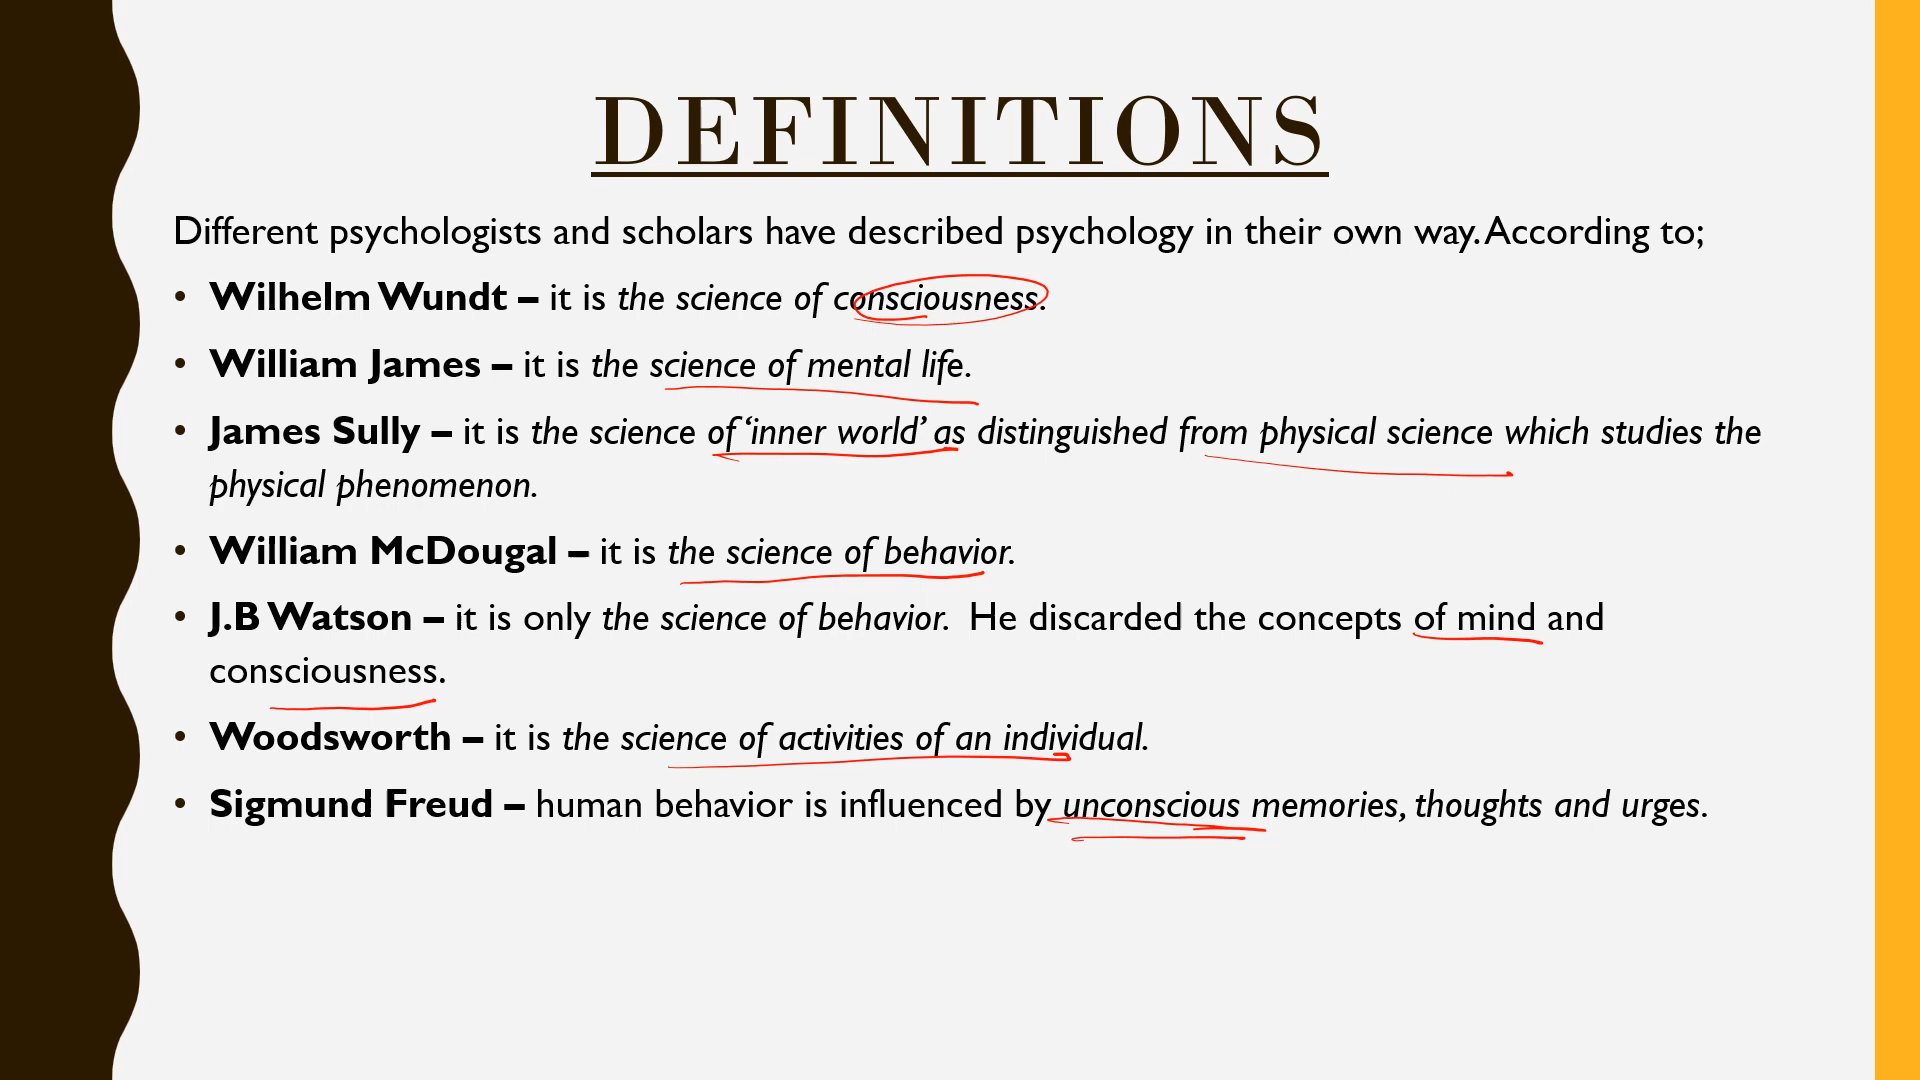 DEFINITIONS
Different psychologists and scholars have described psychology in their own way. According to;
• Wilhelm Wundt – it is the science of consciousness.
• William James – it is the science of mental life.
• James Sully – it is the science of ‘inner world’ as distinguished from physical science which studies the
physical phenomenon.
• William McDougal – it is the science of behavior.
• J.B Watson – it is only the science of behavior. He discarded the concepts of mind and
consciousness.
• Woodsworth – it is the science of activities of an individual.
• Sigmund Freud – human behavior is influenced by unconscious memories, thoughts and urges.